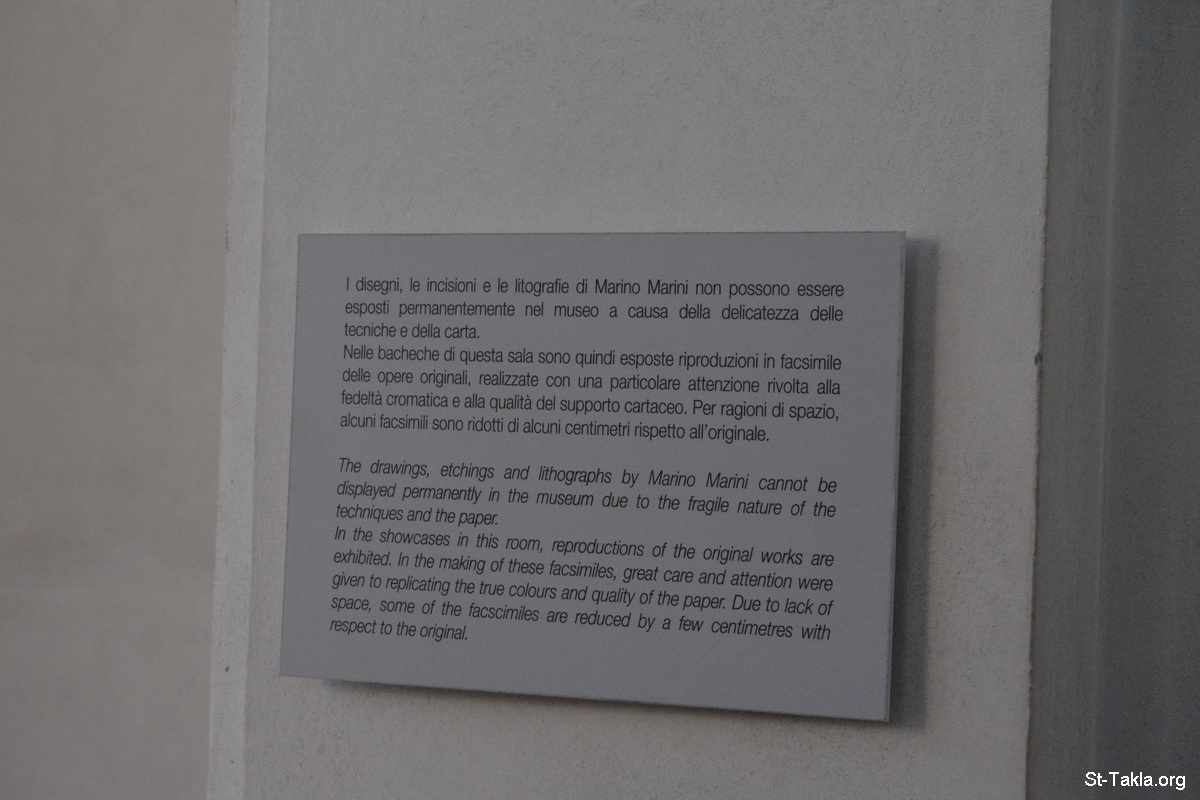 I disegni, le incisioni e le litografie di Marino Marini non possono essere
esposti permanentemente nel museo a causa della delicatezza delle
tecniche e della carta.
Nelle bacheche di questa sala sono quindi esposte riproduzioni in facsimile
delle opere originali, realizzate con una particolare attenzione rivolta alla
fedeltà cromatica e alla qualità del supporto cartaceo. Per ragioni di spazio,
alcuni facsimili sono ridotti di alcuni centimetri rispetto all'originale.
The drawings, etchings and lithographs by Marino Marini cannot be
displayed permanently in the museum due to the fragile nature of the
techniques and the paper.
In the showcases in this room, reproductions of the original works are
exhibited. In the making of these facsimiles, great care and attention were
given to replicating the true colours and quality of the paper. Due to lack of
space, some of the facscimiles are reduced by a few centimetres with
respect to the original.
St-Takla.org